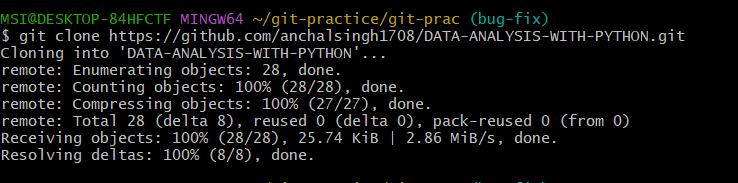 MSI@DESKTOP-84HFCTF MINGW64 ~/git-practice/git-prac (bug-fix)
$ git clone https://github.com/anchalsingh1708/DATA-ANALYSIS-WITH-PYTHON.git
Cloning into 'DATA-ANALYSIS-WITH-PYTHON'...
remote: Enumerating objects: 28, done.
remote: Counting objects: 100% (28/28), done.
remote: Compressing objects: 100% (27/27), done.
remote: Total 28 (delta 8), reused 0 (delta 0), pack-reused 0 (from 0)
Receiving objects: 100% (28/28), 25.74 KiB | 2.86 MiB/s, done.
Resolving deltas: 100% (8/8), done.